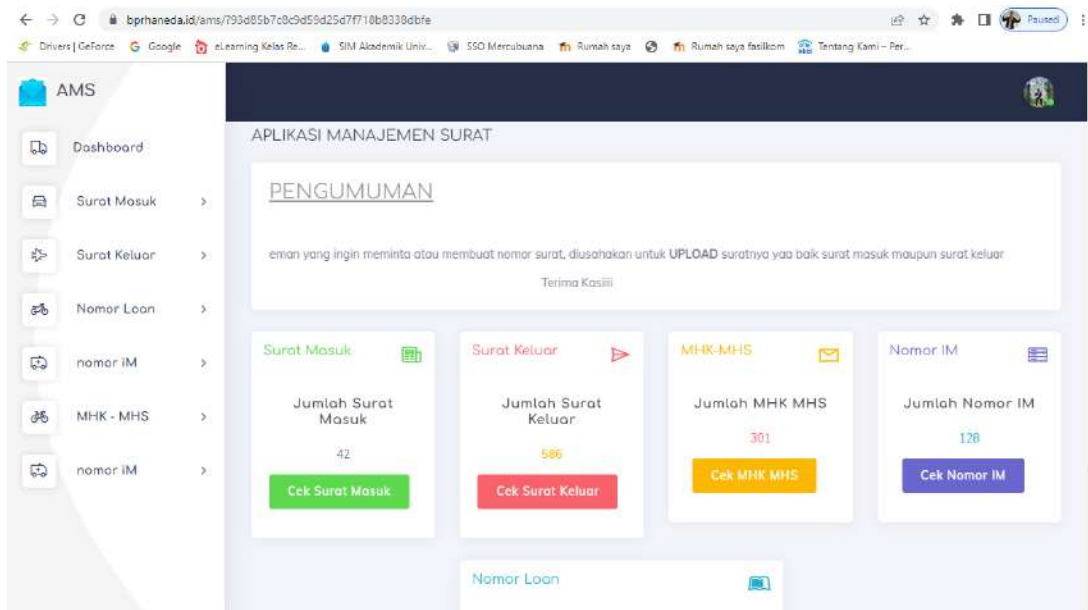 bprhaneda.id/ams/793d85b7c8c9d59d25d7f718b8338dbfe
Paused
Drivers | GeForce
Google
eLearning Kelas Re...
SIM Akademik Univ...
SSO Mercubuana
Rumah saya
Rumah saya fasilkom
Tentang Kami – Per...
AMS
Dashboard
Surat Masuk
Surat Keluar
Nomor Loan
nomor iM
MHK - MHS
nomor iM
APLIKASI MANAJEMEN SURAT
PENGUMUMAN
eman yang ingin meminta atau membuat nomor surat, diusahakan untuk UPLOAD suratnya yaa baik surat masuk maupun surat keluar
Terima Kasiiii
Surat Masuk
Jumlah Surat
Masuk
42
Cek Surat Masuk
Surat Keluar
Jumlah Surat
Keluar
586
Cek Surat Keluar
MHK-MHS
Jumlah MHK MHS
301
Cek MHK MHS
Nomor IM
Jumlah Nomor IM
128
Cek Nomor IM
Nomor Loan